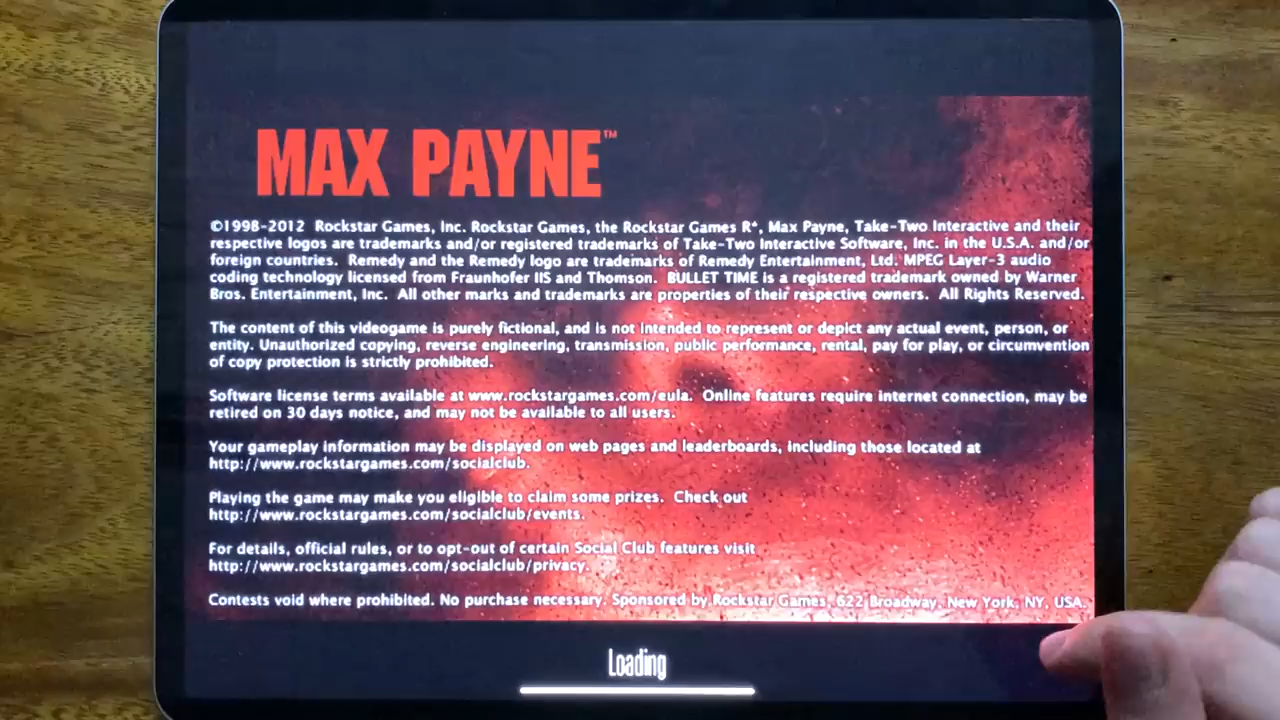 MAX PAYNE™
©1998-2012 Rockstar Games, Inc. Rockstar Games, the Rockstar Games R*, Max Payne, Take-Two Interactive and their
respective logos are trademarks and/or registered trademarks of Take-Two Interactive Software, Inc. in the U.S.A. and/or
foreign countries. Remedy and the Remedy logo are trademarks of Remedy Entertainment, Ltd. MPEG Layer-3 audio
coding technology licensed from Fraunhofer IIS and Thomson. BULLET TIME is a registered trademark owned by Warner
Bros. Entertainment, Inc. All other marks and trademarks are properties of their respective owners. All Rights Reserved.
The content of this videogame is purely fictional, and is not intended to represent or depict any actual event, person, or
entity. Unauthorized copying, reverse engineering, transmission, public performance, rental, pay for play, or circumvention
of copy protection is strictly prohibited.
Software license terms available at www.rockstargames.com/eula. Online features require internet connection, may be
retired on 30 days notice, and may not be available to all users.
Your gameplay information may be displayed on web pages and leaderboards, including those located at
http://www.rockstargames.com/socialclub.
Playing the game may make you eligible to claim some prizes. Check out
http://www.rockstargames.com/socialclub/events.
For details, official rules, or to opt-out of certain Social Club features visit
http://www.rockstargames.com/socialclub/privacy.
Contests void where prohibited. No purchase necessary. Sponsored by Rockstar Games, 622 Broadway, New York, NY, USA.
Loading